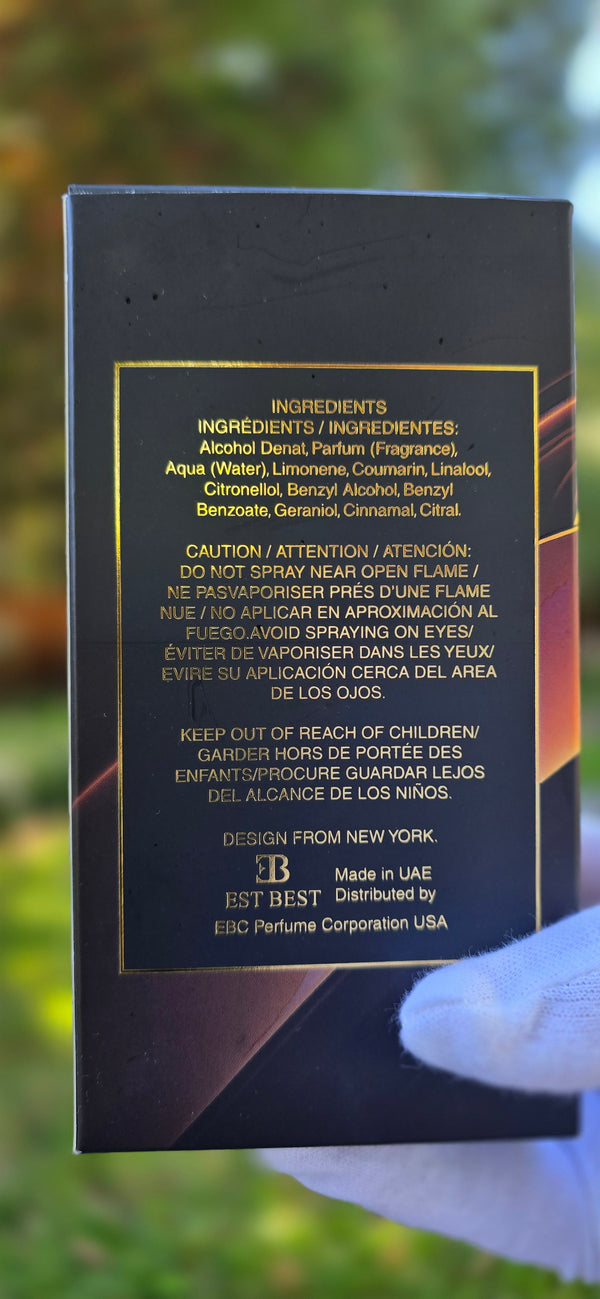 INGREDIENTS
INGRÉDIENTS / INGREDIENTES:
Alcohol Denat, Parfum (Fragrance),
Aqua (Water), Limonene, Coumarin, Linalool,
Citronellol, Benzyl Alcohol, Benzyl
Benzoate, Geraniol, Cinnamal, Citral.
CAUTION / ATTENTION / ATENCIÓN:
DO NOT SPRAY NEAR OPEN FLAME /
NE PASVAPORISER PRÉS D'UNE FLAME
NUE / NO APLICAR EN APROXIMACIÓN AL
FUEGO.AVOID SPRAYING ON EYES/
ÉVITER DE VAPORISER DANS LES YEUX/
EVIRE SU APLICACIÓN CERCA DEL AREA
DE LOS OJOS.
KEEP OUT OF REACH OF CHILDREN/
GARDER HORS DE PORTÉE DES
ENFANTS/PROCURE GUARDAR LEJOS
DEL ALCANCE DE LOS NIÑOS.
DESIGN FROM NEW YORK.
EB
EST BEST
Made in UAE
Distributed by
EBC Perfume Corporation USA